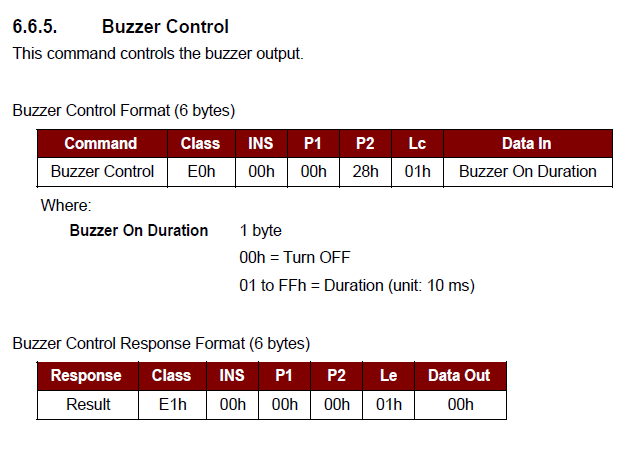 6.6.5. Buzzer Control
This command controls the buzzer output.
Buzzer Control Format (6 bytes)
Command Class INS P1 P2 Lc Data In
Buzzer Control E0h 00h 00h 28h 01h Buzzer On Duration
Where:
Buzzer On Duration 1 byte
00h = Turn OFF
01 to FFh = Duration (unit: 10 ms)
Buzzer Control Response Format (6 bytes)
Response Class INS P1 P2 Le Data Out
Result E1h 00h 00h 00h 01h 00h